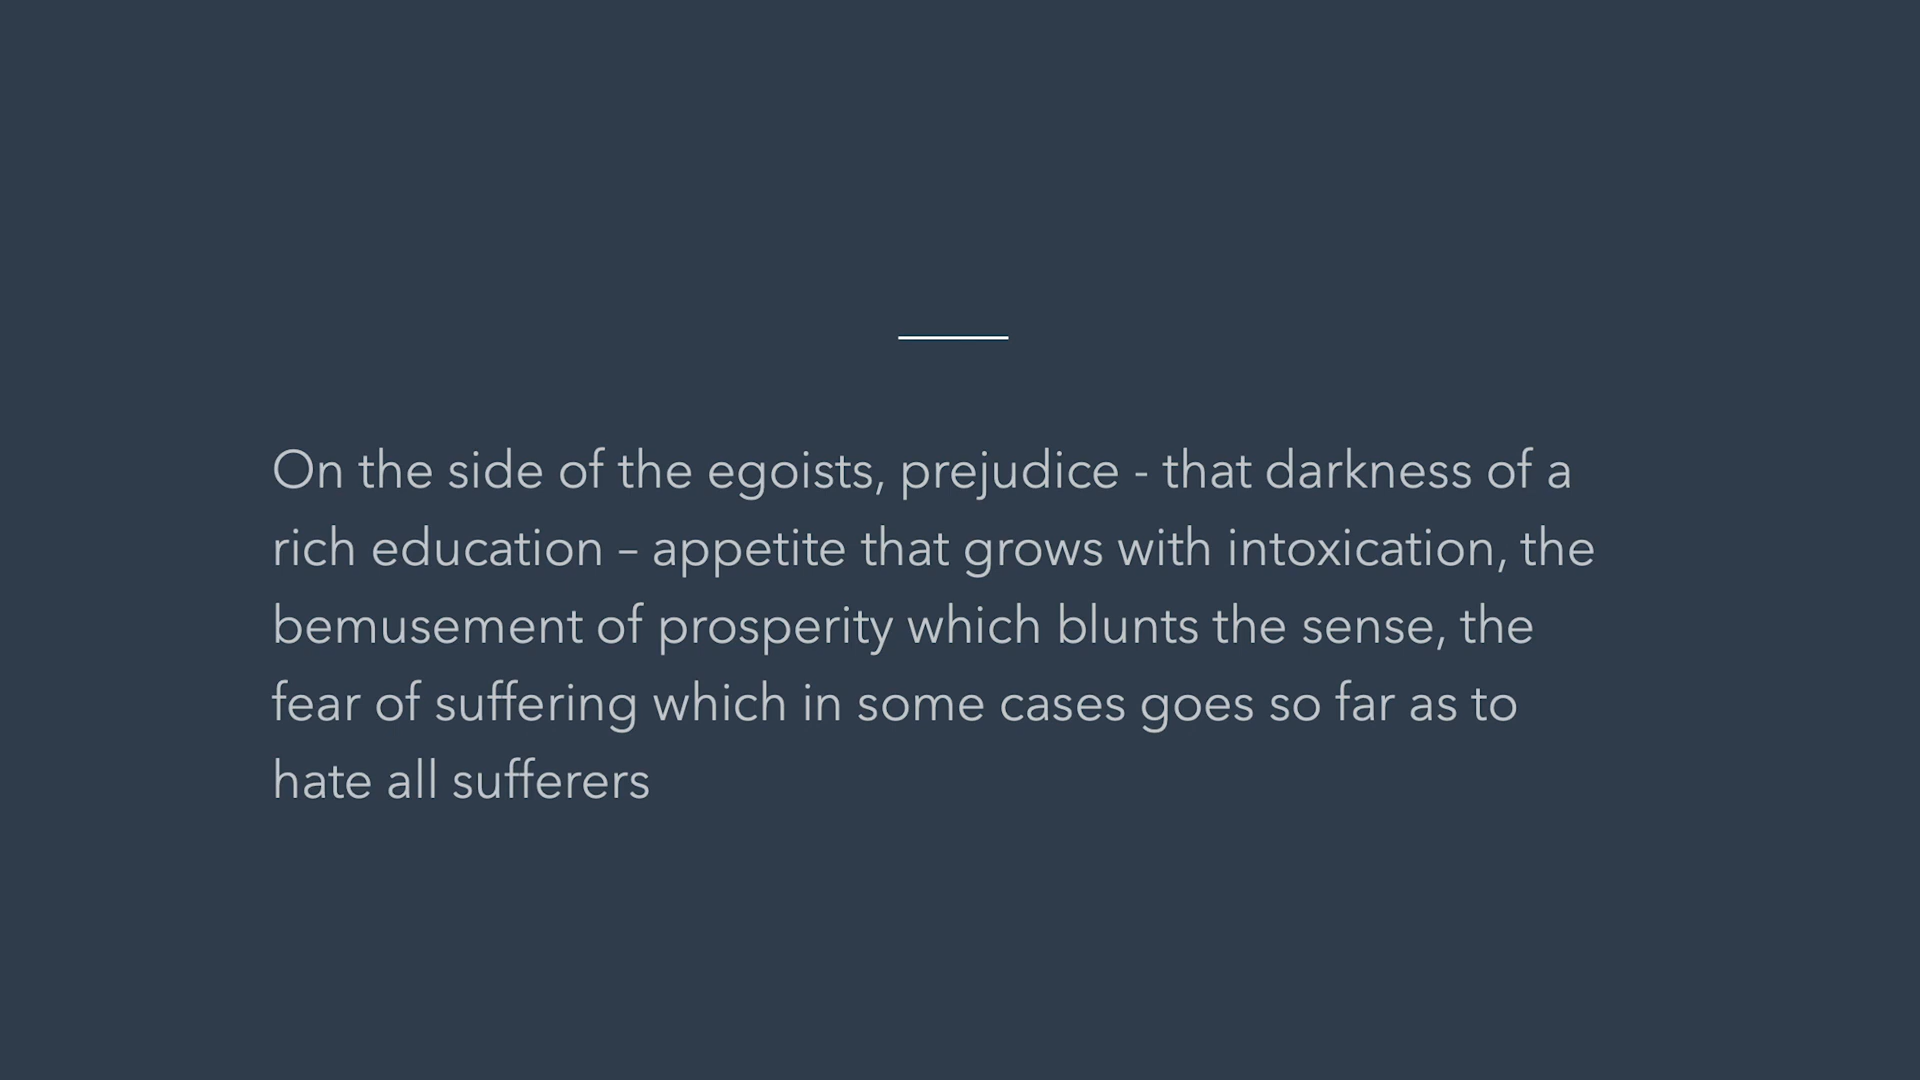 On the side of the egoists, prejudice - that darkness of a
rich education – appetite that grows with intoxication, the
bemusement of prosperity which blunts the sense, the
fear of suffering which in some cases goes so far as to
hate all sufferers